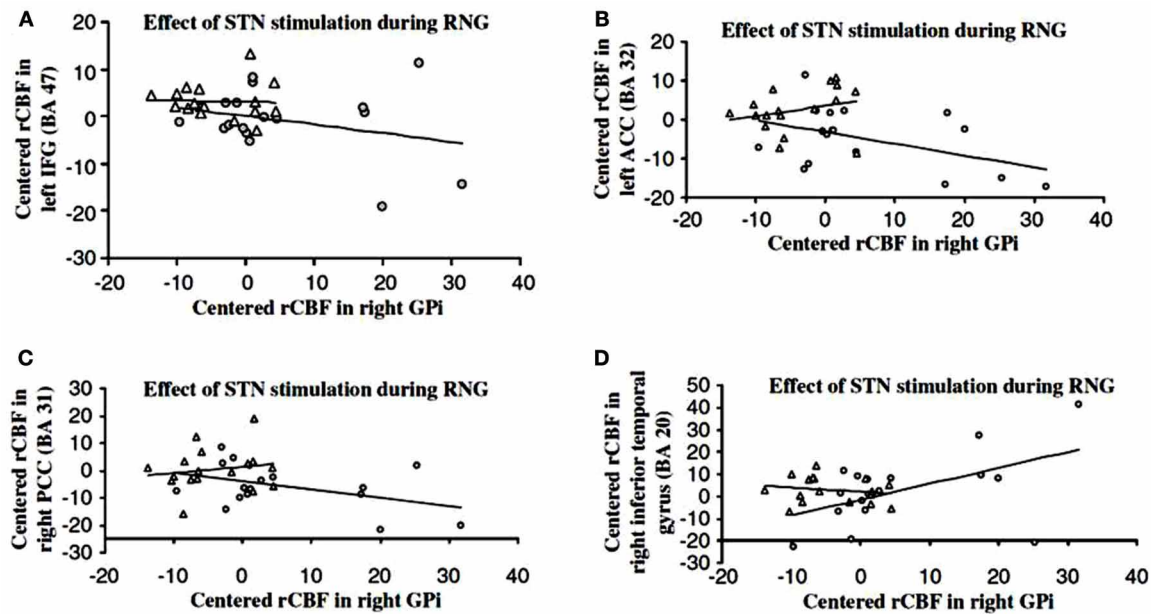 A
Effect of STN stimulation during RNG
Centered rCBF in
left IFG (BA 47)
20
10
0
-10
-20
-30
-10 0 10 20 30 40
Centered rCBF in right GPi
B
Effect of STN stimulation during RNG
Centered rCBF in
left ACC (BA 32)
20
10
0
-10
-20
-20 -10 0 10 20 30 40
Centered rCBF in right GPi
C
Effect of STN stimulation during RNG
Centered rCBF in
right PCC (BA 31)
30
20
10
0
-10
-20
-30
-20 -10 0 10 20 30 40
Centered rCBF in right GPi
D
Effect of STN stimulation during RNG
Centered rCBF in
right inferior temporal
gyrus (BA 20)
50
40
30
20
10
0
-10
-20
-30
-20 -10 0 10 20 30 40
Centered rCBF in right GPi